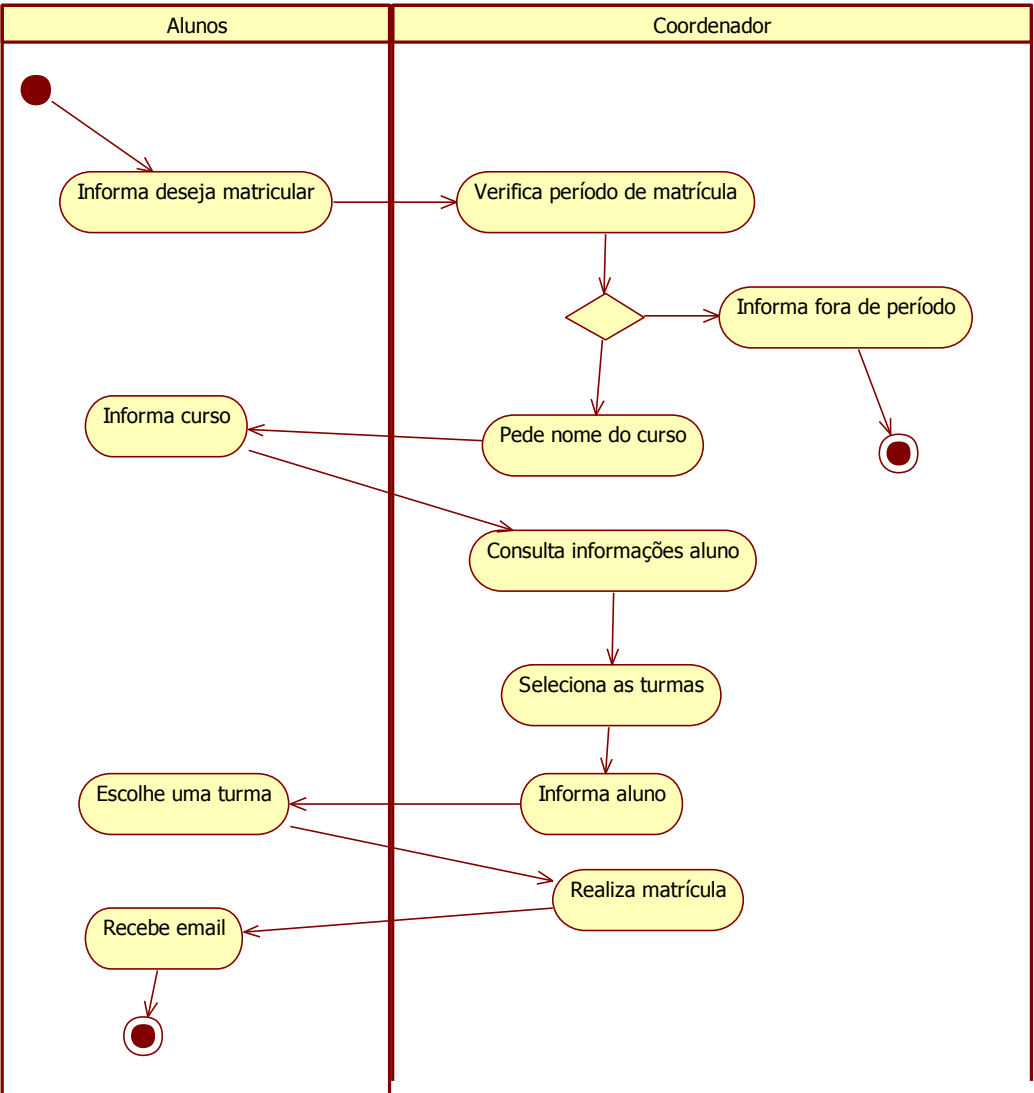 Alunos
Coordenador
Informa deseja matricular
Verifica período de matrícula
Informa fora de período
Informa curso
Pede nome do curso
Consulta informações aluno
Seleciona as turmas
Escolhe uma turma
Informa aluno
Realiza matrícula
Recebe email